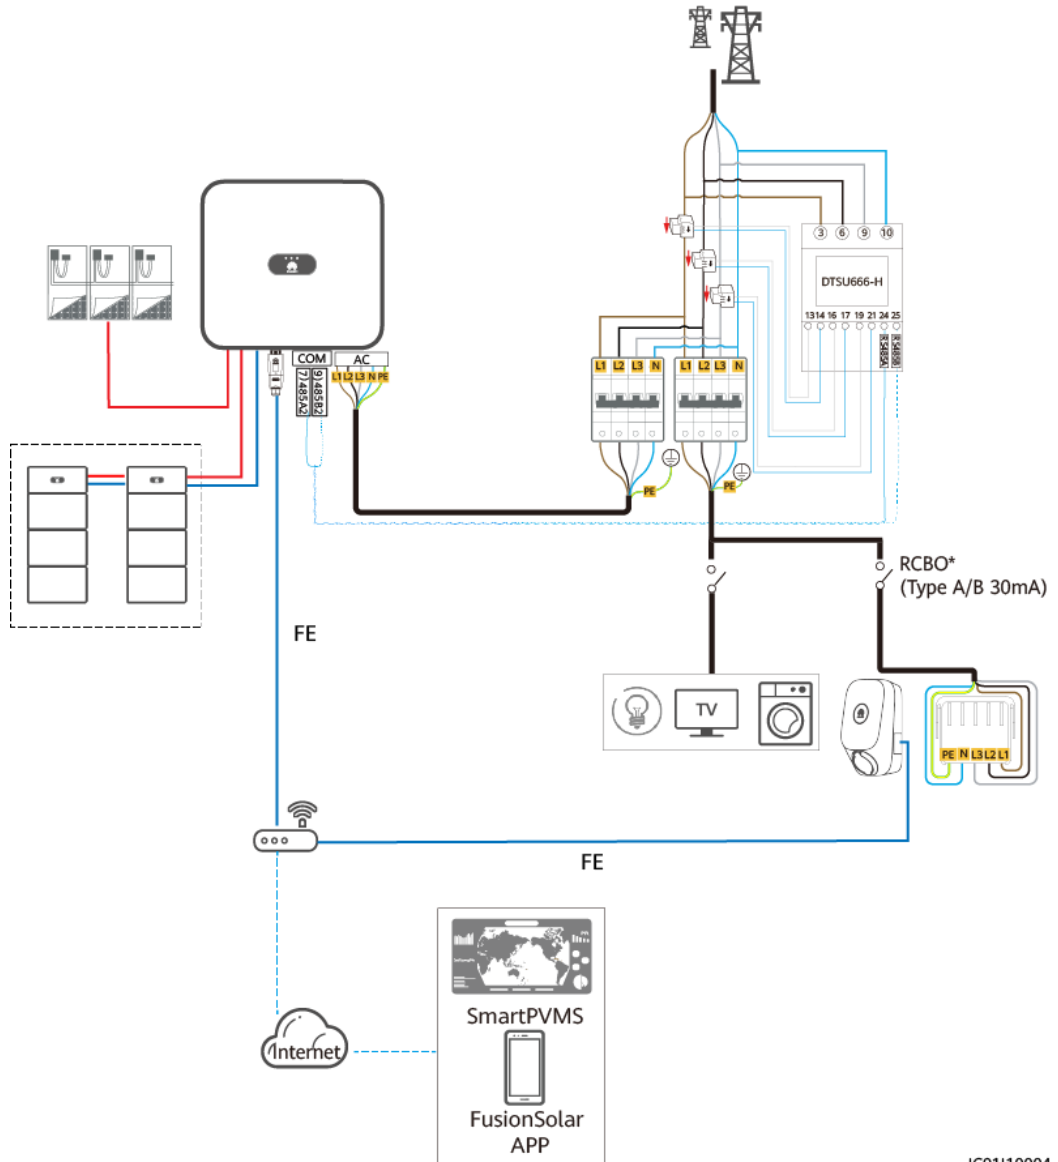 3 6 9 10
DTSU666-H
13 14 16 17 19 21 24 25
RS485A
RS485B
COM
AC
7)485A2
9)485B2
L1 L2 L3 N PE
L1 L2 L3 N
L1 L2 L3 N
PE
PE
RCBO*
(Type A/B 30mA)
FE
TV
PE N L3 L2 L1
FE
SmartPVMS
Internet
FusionSolar
APP